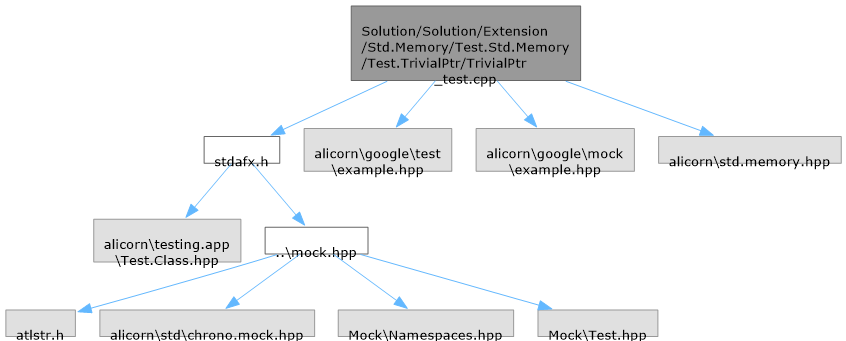 Solution/Solution/Extension
/Std.Memory/Test.Std.Memory
/Test.TrivialPtr/TrivialPtr
_test.cpp
stdafx.h
alicorn\google\test
\example.hpp
alicorn\google\mock
\example.hpp
alicorn\std.memory.hpp
alicorn\testing.app
\Test.Class.hpp
..\mock.hpp
atlstr.h
alicorn\std\chrono.mock.hpp
Mock\Namespaces.hpp
Mock\Test.hpp